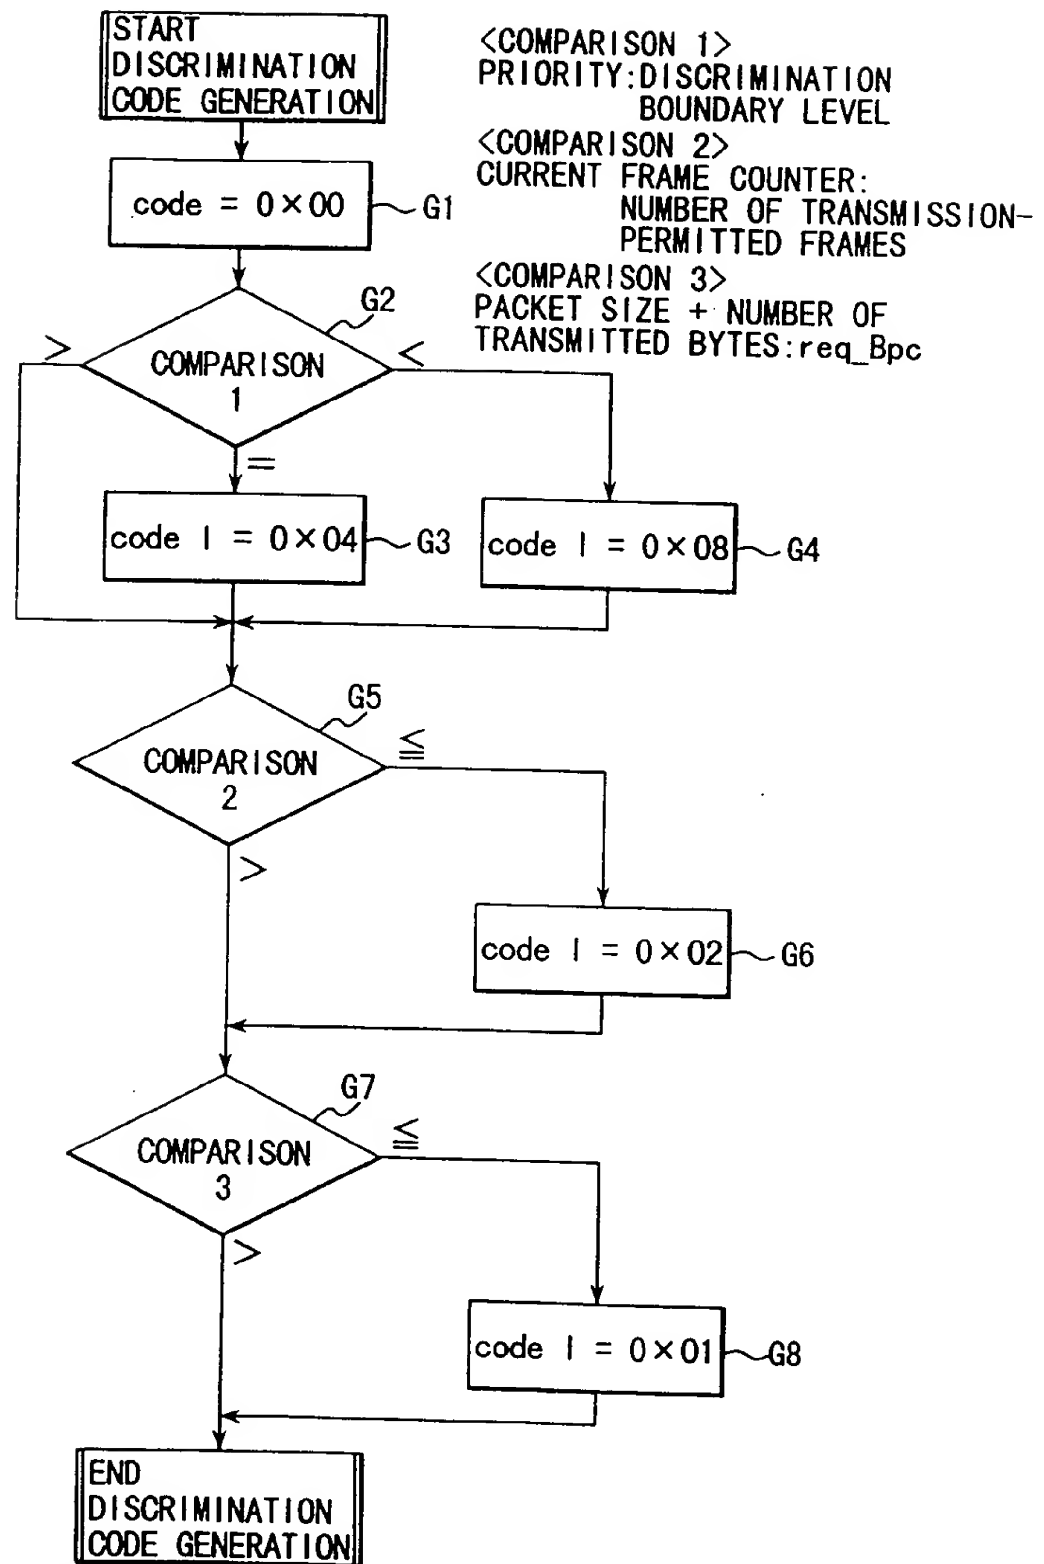 START
DISCRIMINATION
CODE GENERATION
<COMPARISON 1>
PRIORITY:DISCRIMINATION
BOUNDARY LEVEL
<COMPARISON 2>
CURRENT FRAME COUNTER:
NUMBER OF TRANSMISSION-
PERMITTED FRAMES
<COMPARISON 3>
PACKET SIZE + NUMBER OF
TRANSMITTED BYTES:req_Bpc
code = 0×00
G1
G2
>
<
COMPARISON
1
=
code | = 0×04
G3
code | = 0×08
G4
G5
COMPARISON
2
≦
>
code | = 0×02
G6
G7
COMPARISON
3
≦
>
code | = 0×01
G8
END
DISCRIMINATION
CODE GENERATION